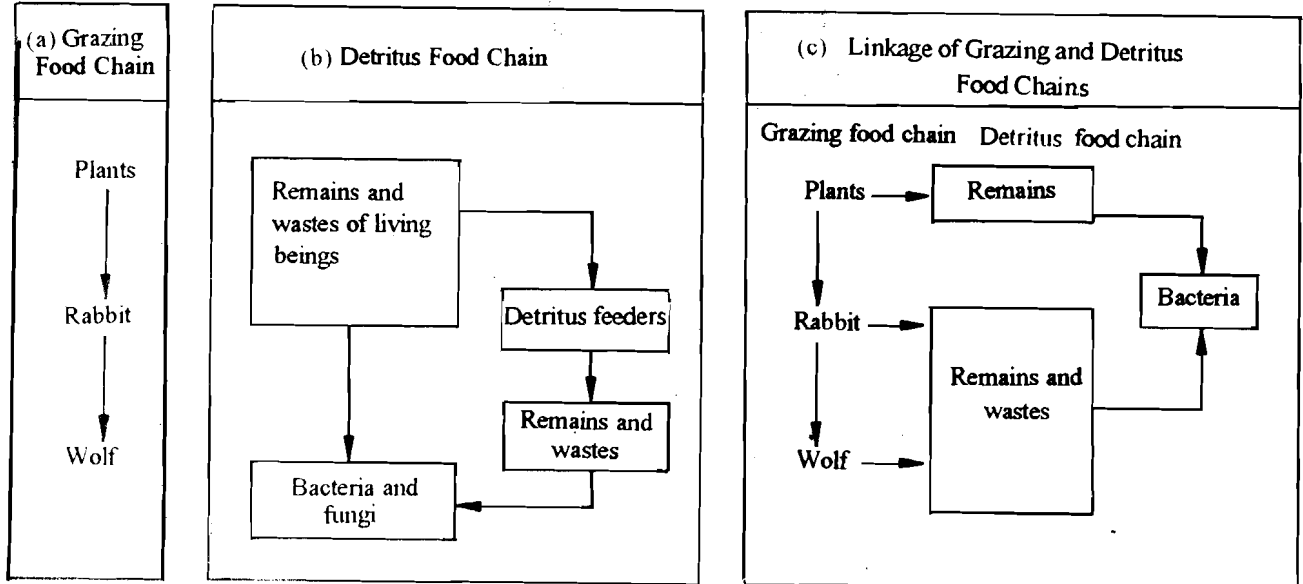 (a) Grazing
Food Chain
Plants
Rabbit
Wolf
(b) Detritus Food Chain
Remains and
wastes of living
beings
Detritus feeders
Remains and
wastes
Bacteria and
fungi
(c) Linkage of Grazing and Detritus
Food Chains
Grazing food chain Detritus food chain
Plants
Remains
Bacteria
Rabbit
Remains and
wastes
Wolf